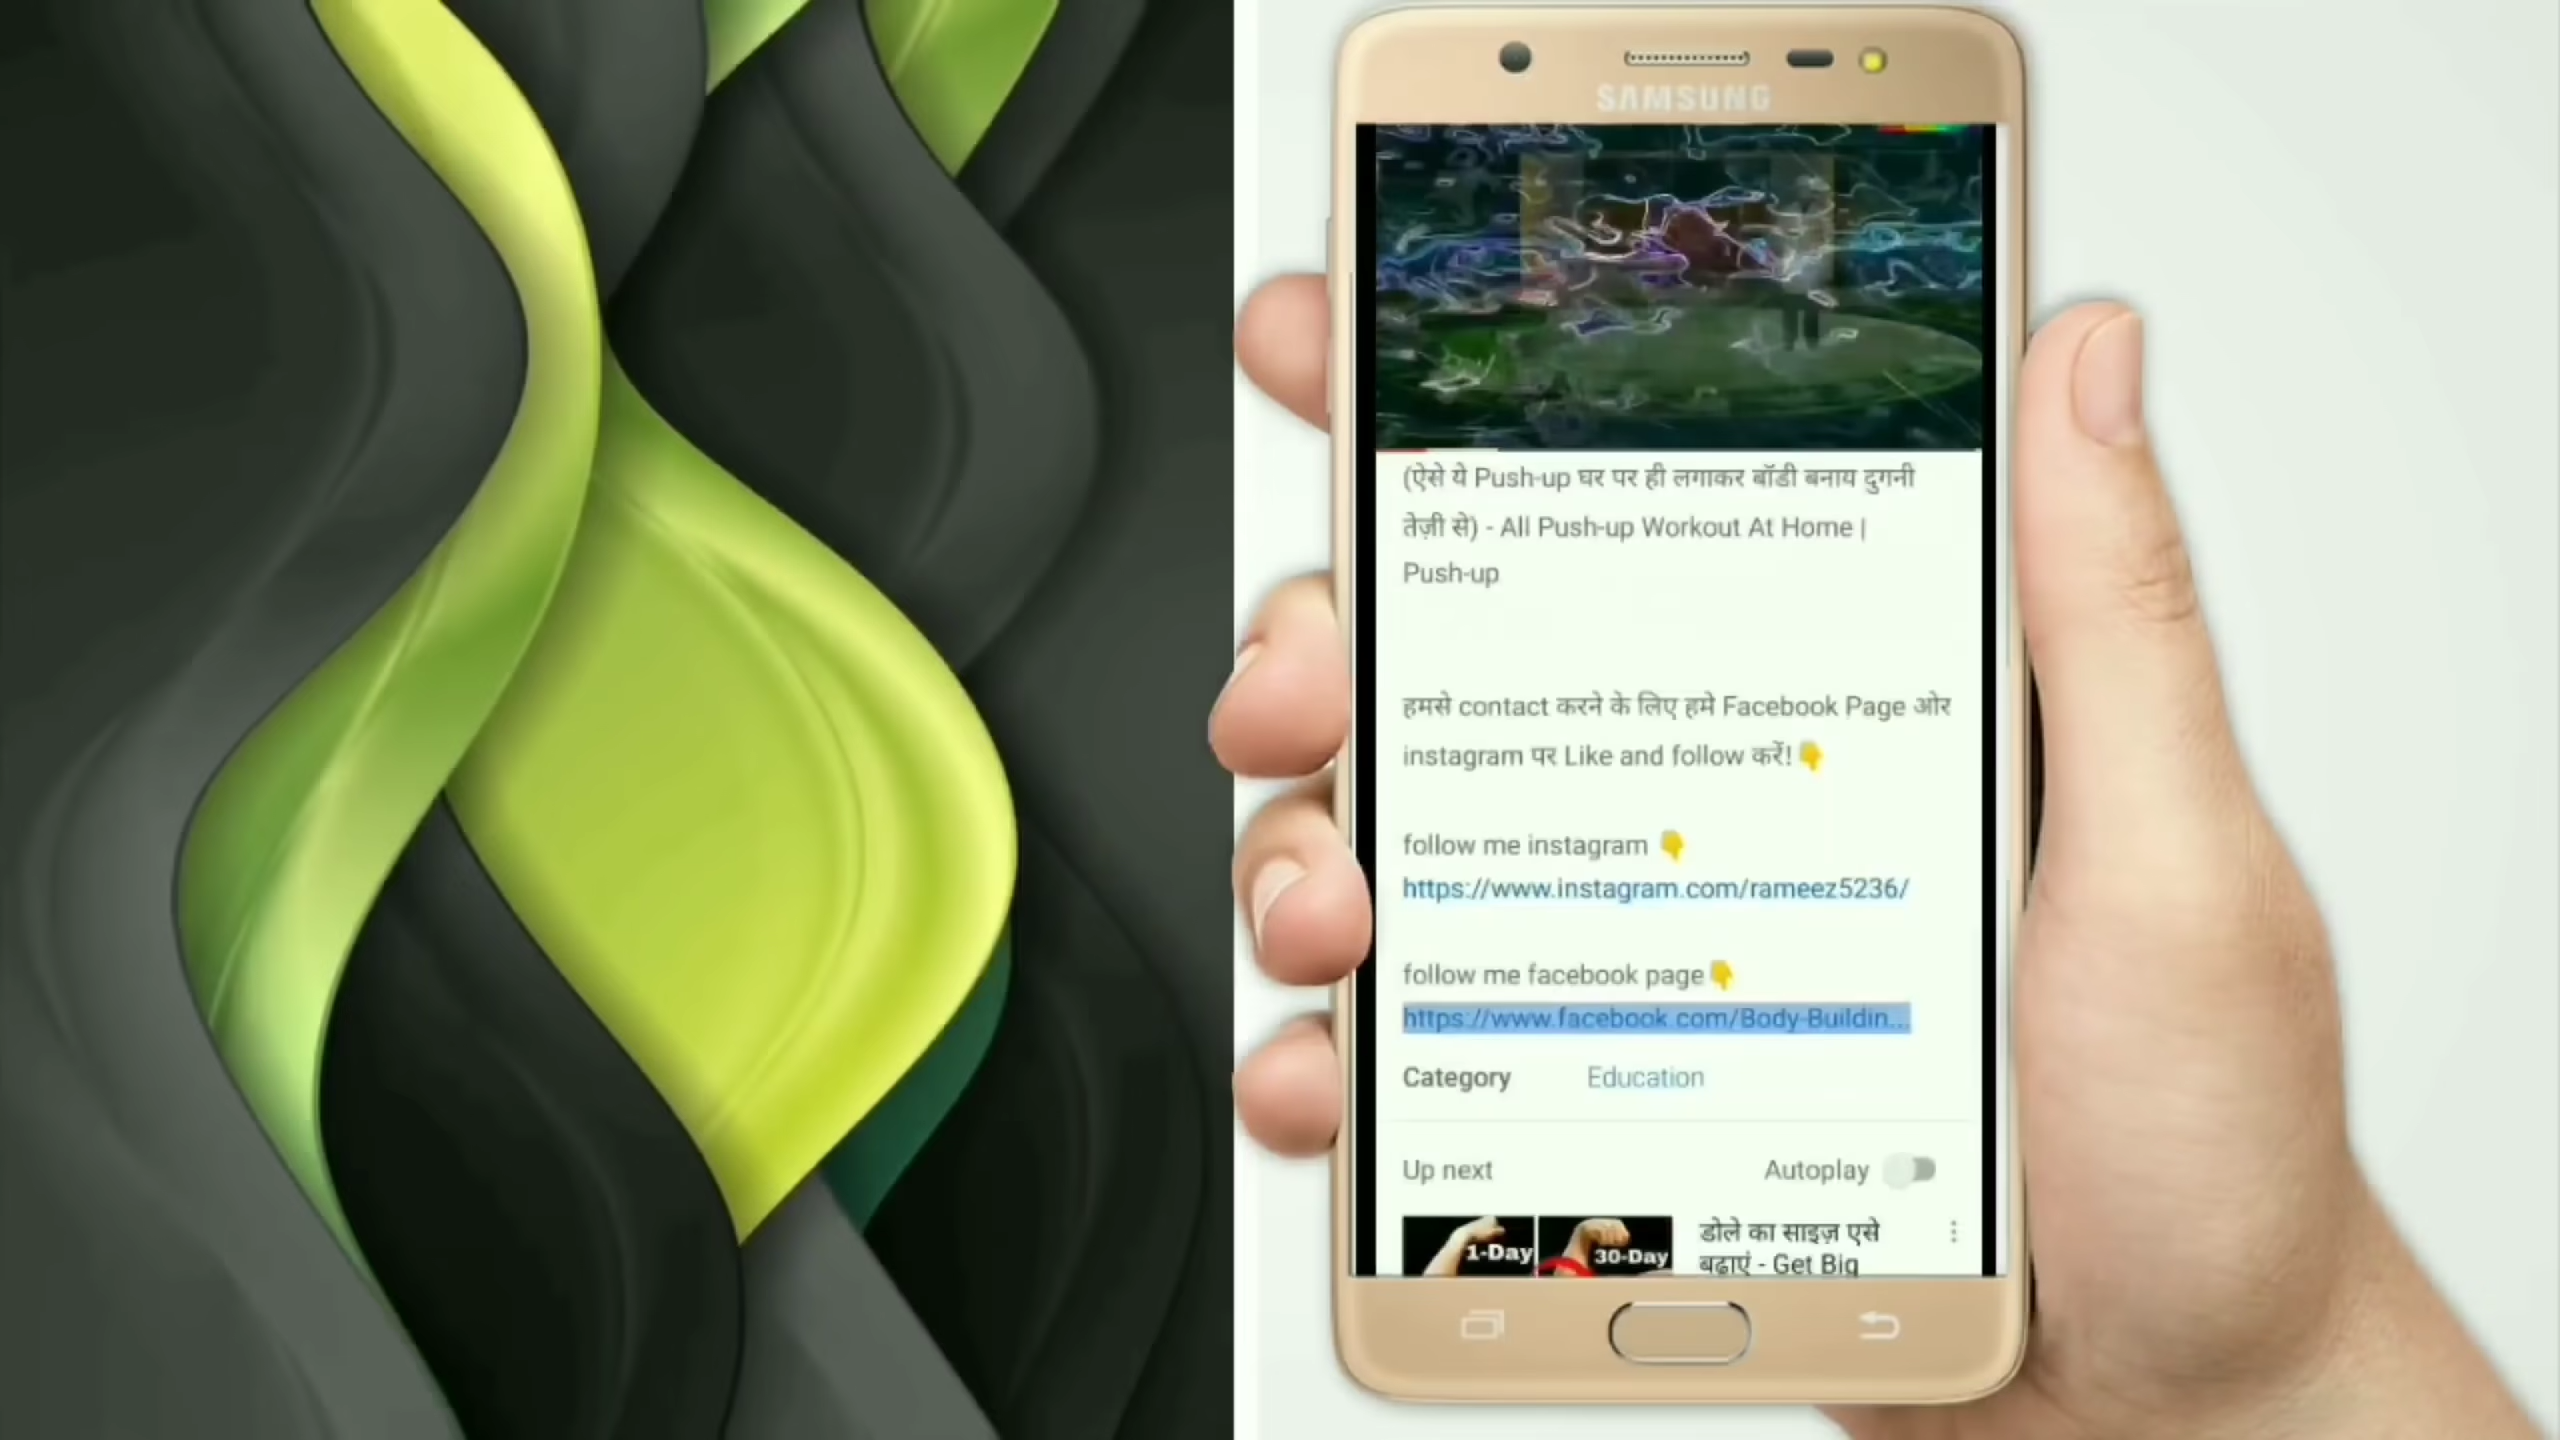 SAMSUNG
(ऐसे ये Push-up घर पर ही लगाकर बॉडी बनाय दुगनी
तेज़ी से) - All Push-up Workout At Home |
Push-up
हमसे contact करने के लिए हमे Facebook Page ओर
instagram पर Like and follow करें!👇
follow me instagram 👇
https://www.instagram.com/rameez5236/
follow me facebook page👇
https://www.facebook.com/Body-Buildin...
Category Education
Up next Autoplay
1-Day 30-Day
डोले का साइज़ एसे
बढ़ाएं - Get Big